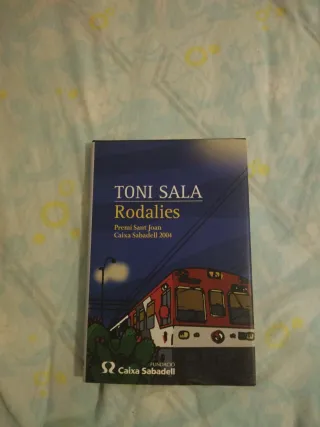 TONI SALA
Rodalies
Premi Sant Joan
Caixa Sabadell 2004
FUNDACIÓ
Caixa Sabadell